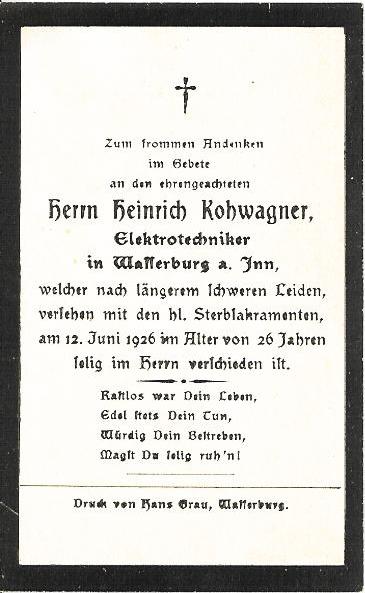 Zum frommen Andenken
im Gebete
an den ehrengeachteten
Herrn Heinrich Kohwagner,
Elektrotechniker
in Wasserburg a. Inn,
welcher nach längerem schweren Leiden,
versehen mit den hl. Sterbsakramenten,
am 12. Juni 1926 im Alter von 26 Jahren
selig im Herrn verschieden ist.
Rastlos war Dein Leben,
Edel stets Dein Tun,
Würdig Dein Bestreben,
Magst Du selig ruh'n!
Druck von Hans Grau, Wasserburg.